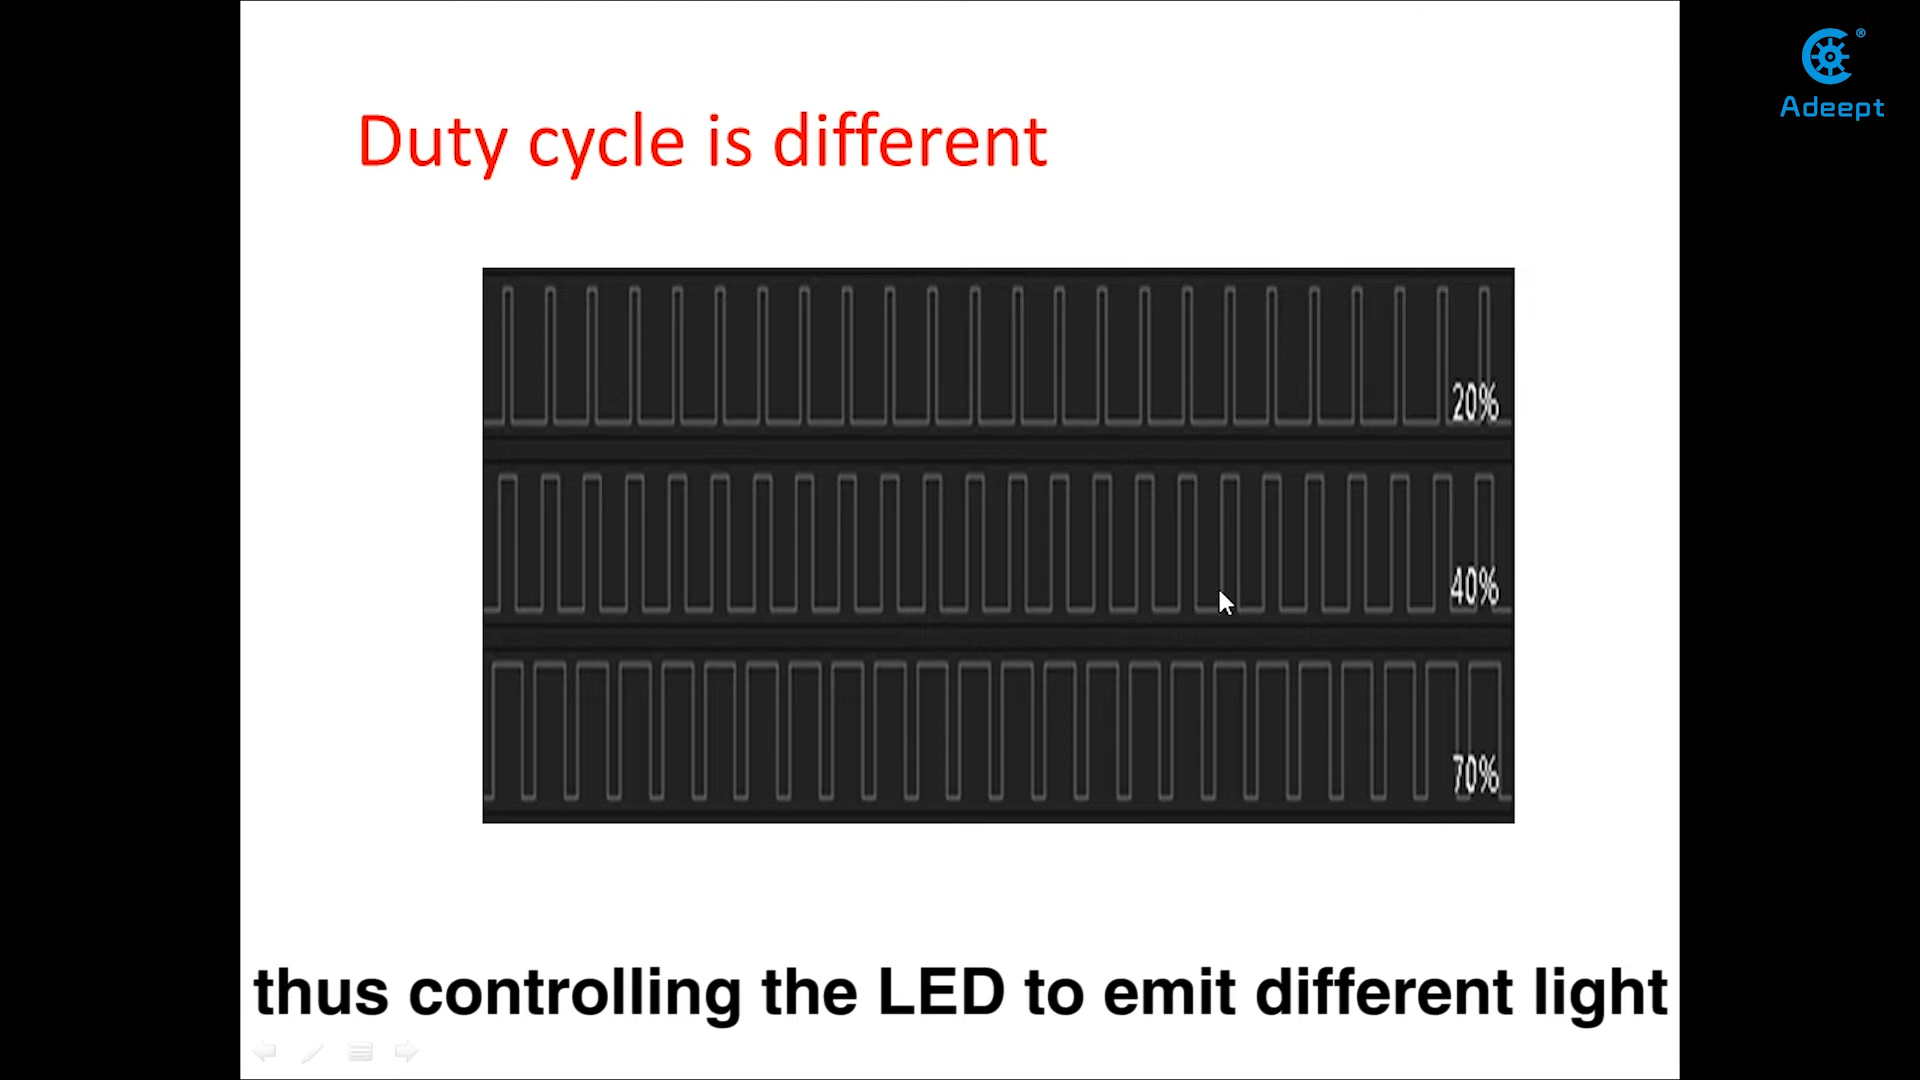 ®
Adeept
Duty cycle is different
20%
40%
70%
thus controlling the LED to emit different light